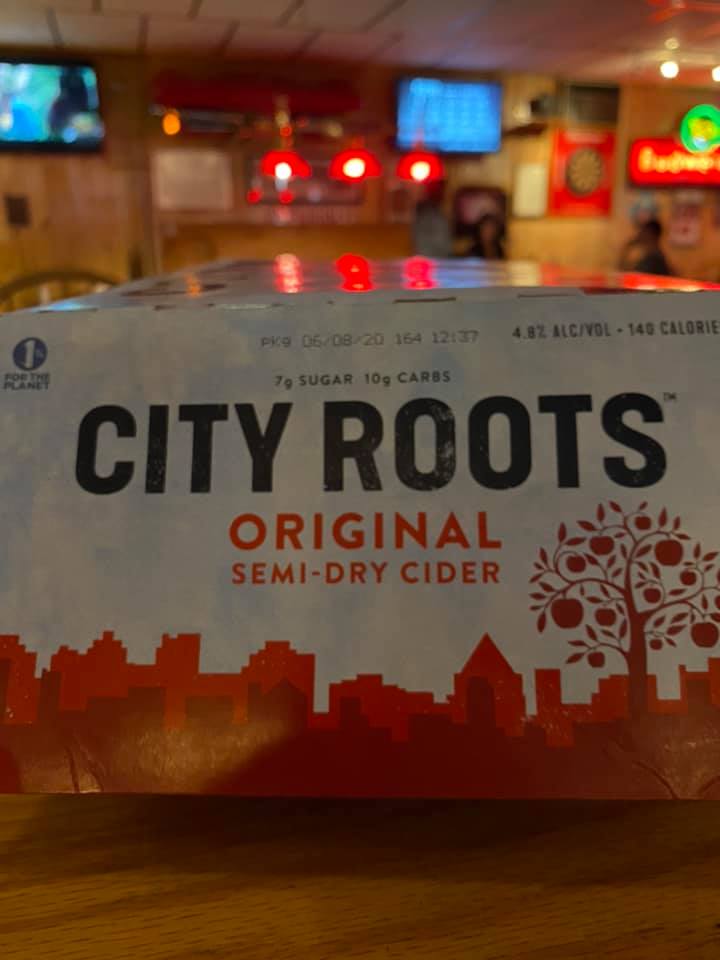 1%
FOR THE
PLANET
PKG 06/08/20 164 12:37
4.8% ALC/VOL • 140 CALORIE
7g SUGAR 10g CARBS
CITY ROOTS™
ORIGINAL
SEMI-DRY CIDER